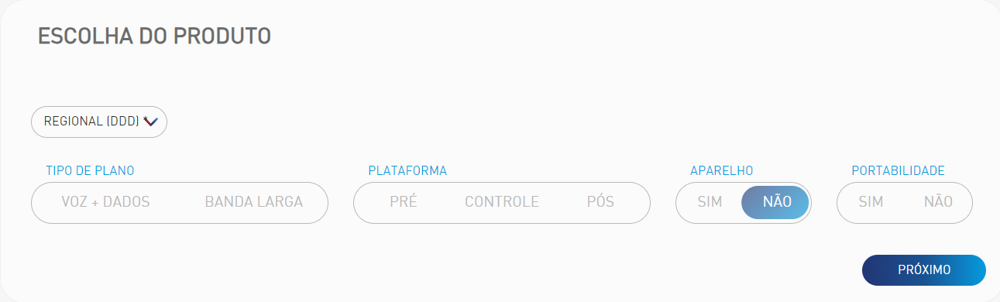 ESCOLHA DO PRODUTO
REGIONAL (DDD) *
TIPO DE PLANO PLATAFORMA APARELHO PORTABILIDADE
VOZ + DADOS BANDA LARGA PRÉ CONTROLE PÓS SIM NÃO SIM NÃO
PRÓXIMO